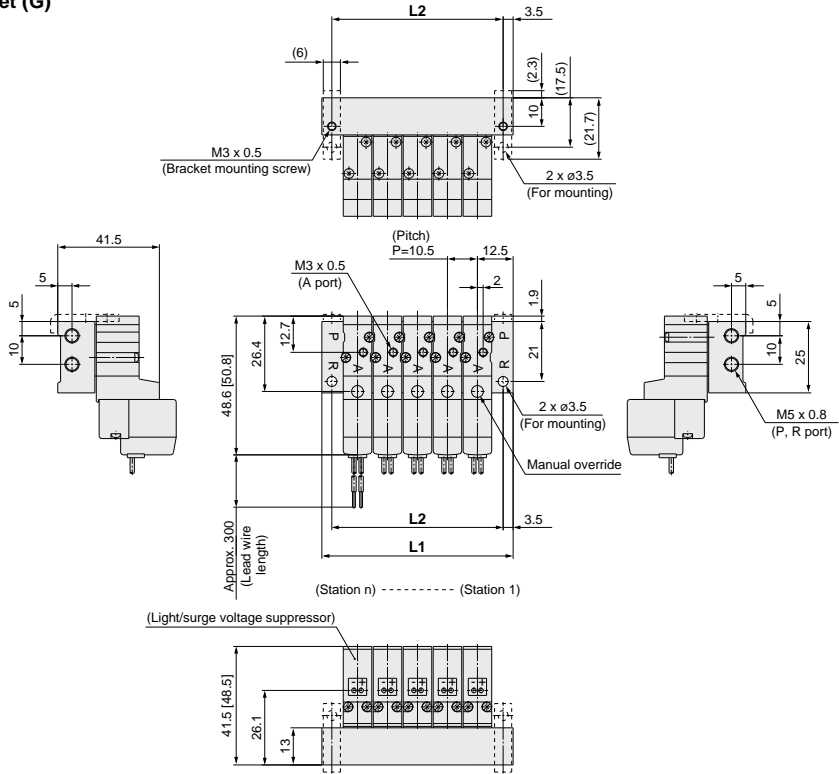 et (G)
L2
3.5
(6)
(2.3)
(17.5)
10
(21.7)
M3 x 0.5
(Bracket mounting screw)
2 x ø3.5
(For mounting)
41.5
5
5
10
(Pitch)
P=10.5
12.5
M3 x 0.5
(A port)
2
1.9
12.7
26.4
48.6 [50.8]
21
P
R
A
A
A
A
A
P
R
2 x ø3.5
(For mounting)
Manual override
5
5
10
25
M5 x 0.8
(P, R port)
Approx. 300
(Lead wire
length)
L2
3.5
L1
(Station n) - - - - - - - - - (Station 1)
(Light/surge voltage suppressor)
- +
- +
- +
- +
- +
41.5 [48.5]
26.1
13